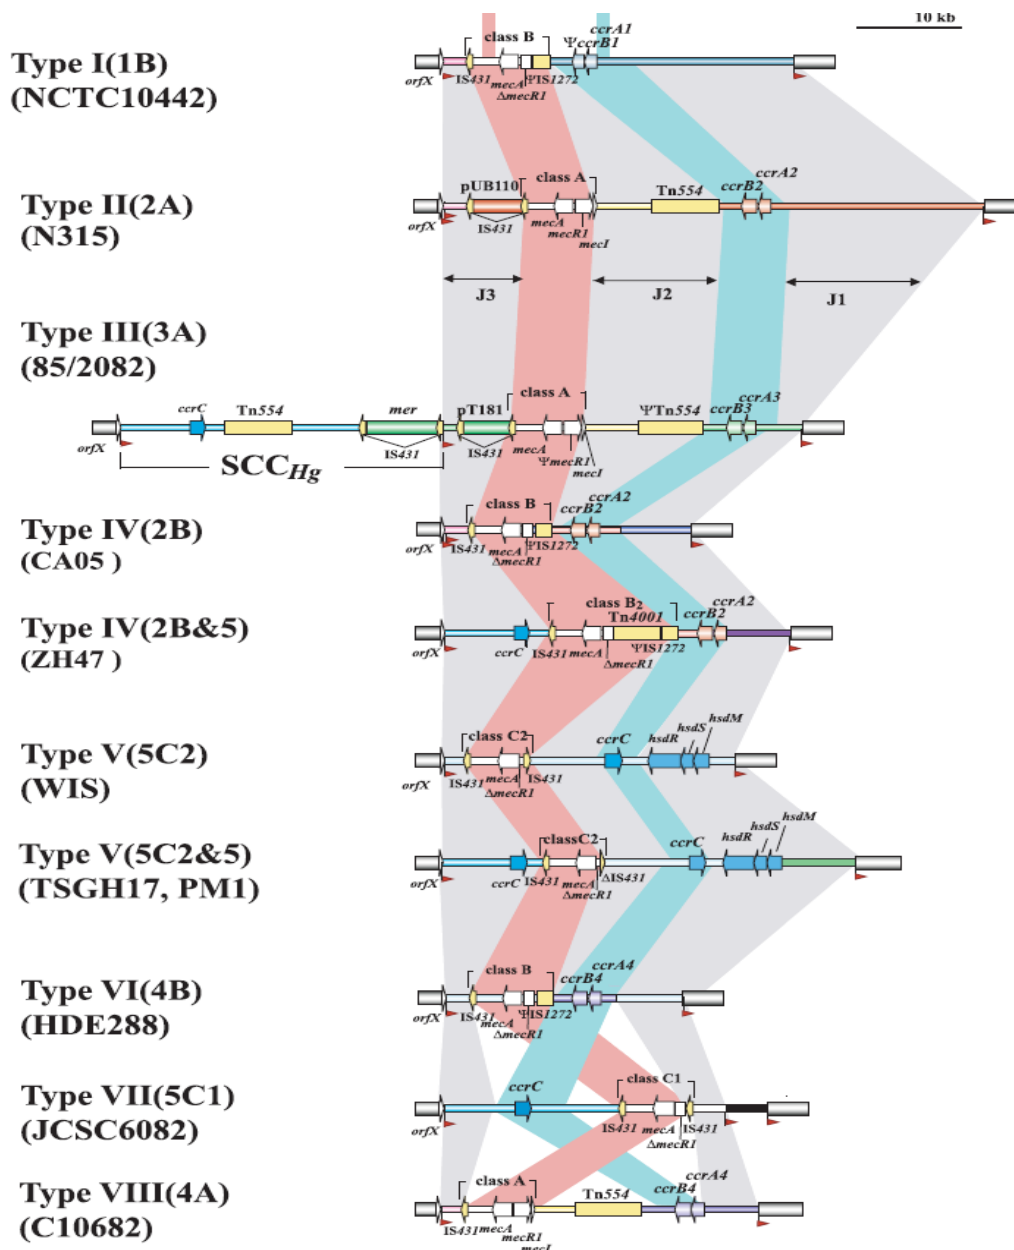 10 kb
ccrA1
class B
ΨccrB1
Type I(1B)
(NCTC10442)
orfX
IS431
mecA
ΨIS1272
ΔmecR1
class A
ccrA2
pUB110
Tn554
ccrB2
Type II(2A)
(N315)
orfX
IS431
mecA
mecR1
mecI
J3
J2
J1
Type III(3A)
(85/2082)
class A
ccrA3
ccrC
Tn554
mer
pT181
ΨTn554
ccrB3
orfX
IS431
IS431
mecA
ΨmecR1
mecI
SCCHg
class B
ccrA2
ccrB2
Type IV(2B)
(CA05 )
orfX
IS431
mecA
ΨIS1272
ΔmecR1
class B2
ccrA2
Tn4001
ccrB2
Type IV(2B&5)
(ZH47 )
orfX
ccrC
IS431
mecA
ΨIS1272
ΔmecR1
hsdM
hsdS
class C2
ccrC
hsdR
Type V(5C2)
(WIS)
orfX
IS431
mecA
IS431
ΔmecR1
hsdM
hsdS
classC2
ccrC
hsdR
Type V(5C2&5)
(TSGH17, PM1)
orfX
ccrC
IS431
mecA
ΔIS431
ΔmecR1
class B
ccrA4
ccrB4
Type VI(4B)
(HDE288)
orfX
IS431
mecA
ΨIS1272
ΔmecR1
class C1
ccrC
Type VII(5C1)
(JCSC6082)
orfX
IS431
mecA
IS431
ΔmecR1
class A
ccrA4
Tn554
ccrB4
Type VIII(4A)
(C10682)
orfX
IS431
mecA
mecR1
mecI